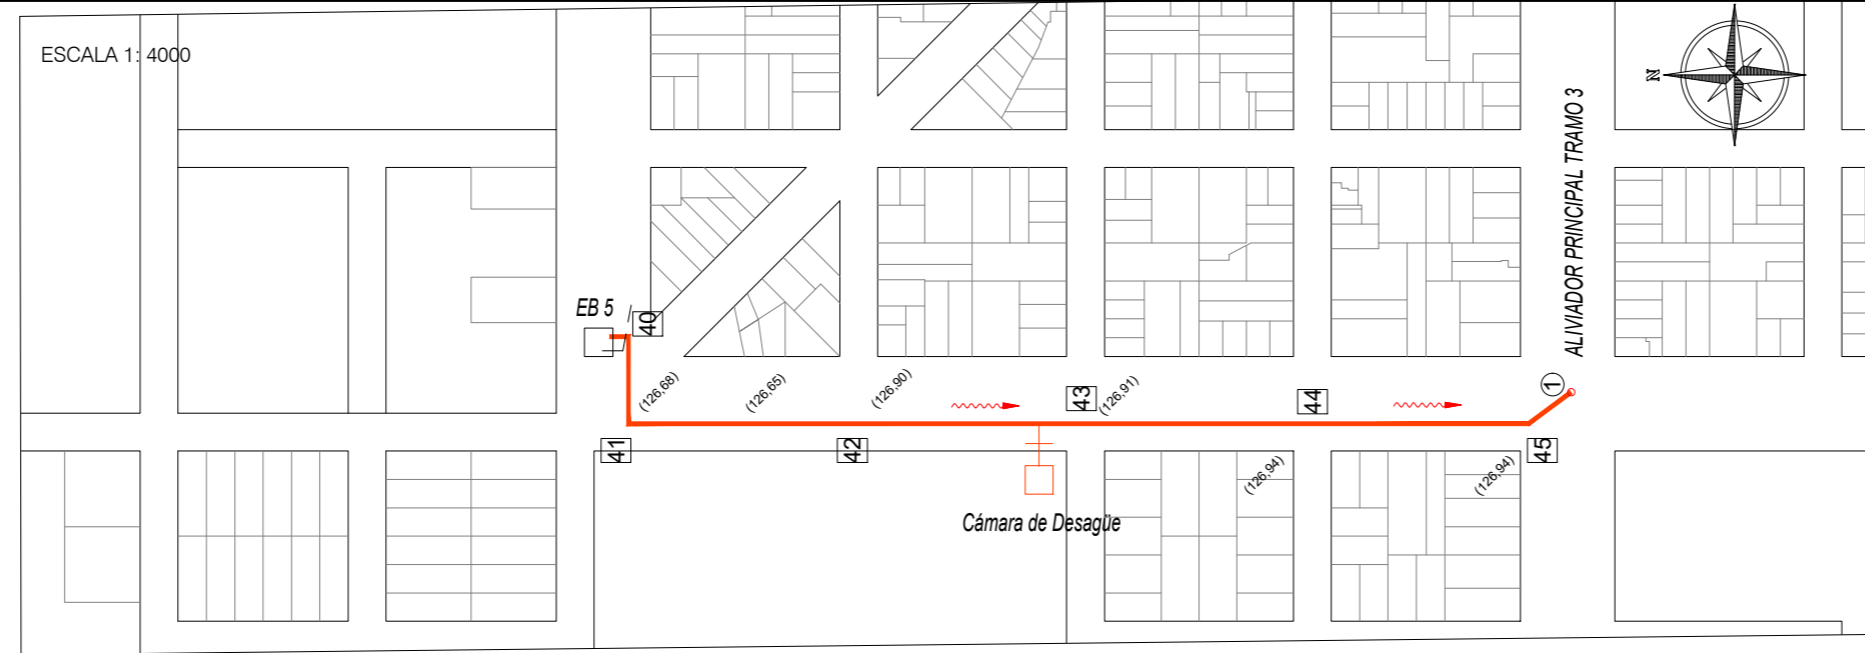 ESCALA 1: 4000
N
ALIVIADOR PRINCIPAL TRAMO 3
EB 5
40
(126,68)
(126,65)
(126,90)
43
(126,91)
44
1
41
42
45
(126,94)
(126,94)
Cámara de Desagüe